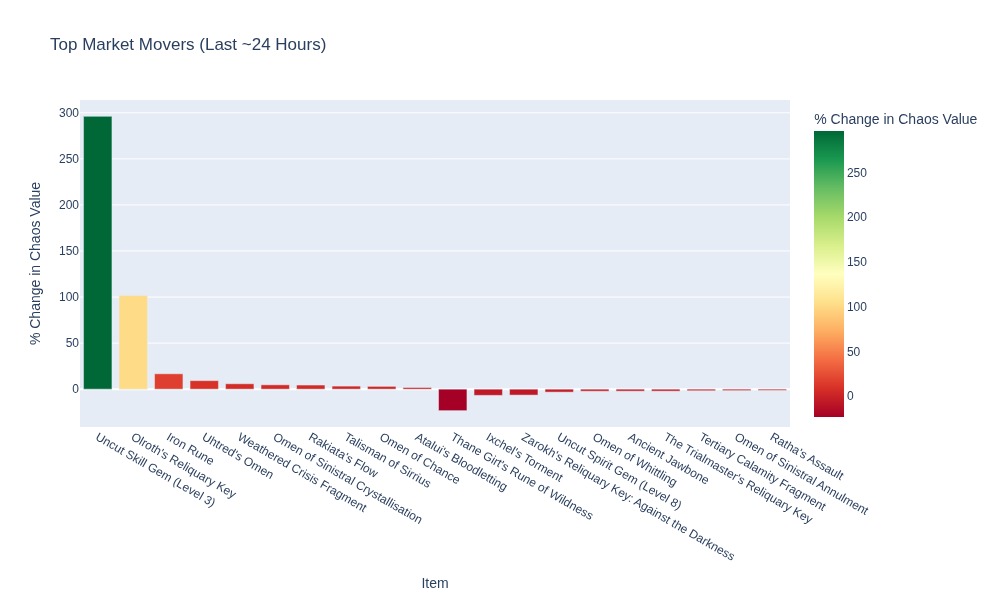 Top Market Movers (Last ~24 Hours)
% Change in Chaos Value
300
250
200
150
100
50
0
% Change in Chaos Value
250
200
150
100
50
0
Uncut Skill Gem (Level 3)
Olroth's Reliquary Key
Iron Rune
Uhtred's Omen
Weathered Crisis Fragment
Omen of Sinistral Crystallisation
Rakiata's Flow
Talisman of Sirrius
Omen of Chance
Atalui's Bloodletting
Thane Girt's Rune of Wildness
Ixchel's Torment
Zarokh's Reliquary Key: Against the Darkness
Uncut Spirit Gem (Level 8)
Omen of Whittling
Ancient Jawbone
The Trialmaster's Reliquary Key
Tertiary Calamity Fragment
Omen of Sinistral Annulment
Ratha's Assault
Item